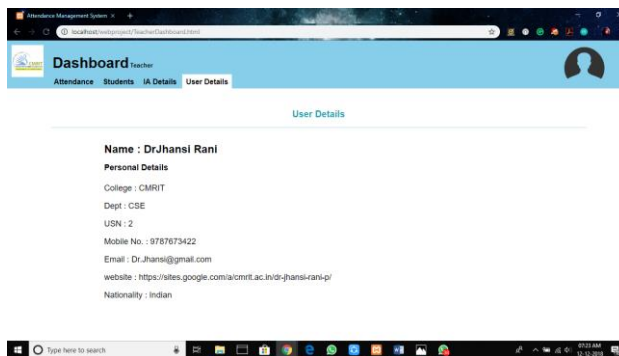 Attendance Management System
localhost/webproject/TeacherDashboard.html
CMRIT
Dashboard Teacher
Attendance Students IA Details User Details
User Details
Name : DrJhansi Rani
Personal Details
College : CMRIT
Dept : CSE
USN : 2
Mobile No. : 9787673422
Email : Dr.Jhansi@gmail.com
website : https://sites.google.com/a/cmrit.ac.in/dr-jhansi-rani-p/
Nationality : Indian
Type here to search
07:23 AM
12-12-2018